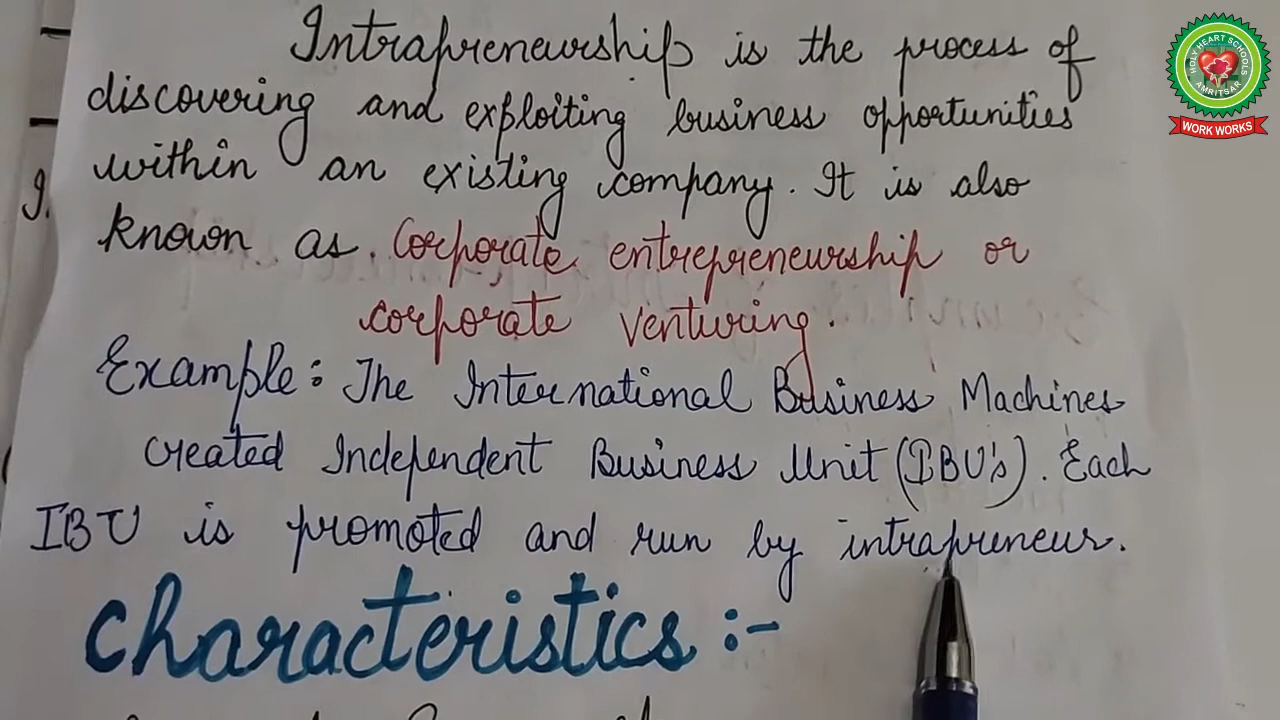 Intrapreneurship is the process of
discovering and exploiting business opportunities
within an existing company. It is also
known as Corporate entrepreneurship or
corporate venturing.
Example: The International Business Machines
created Independent Business Unit (IBU's). Each
IBU is promoted and run by intrapreneur.
Characteristics :-
HOLY HEART SCHOOLS
AMRITSAR
WORK WORKS